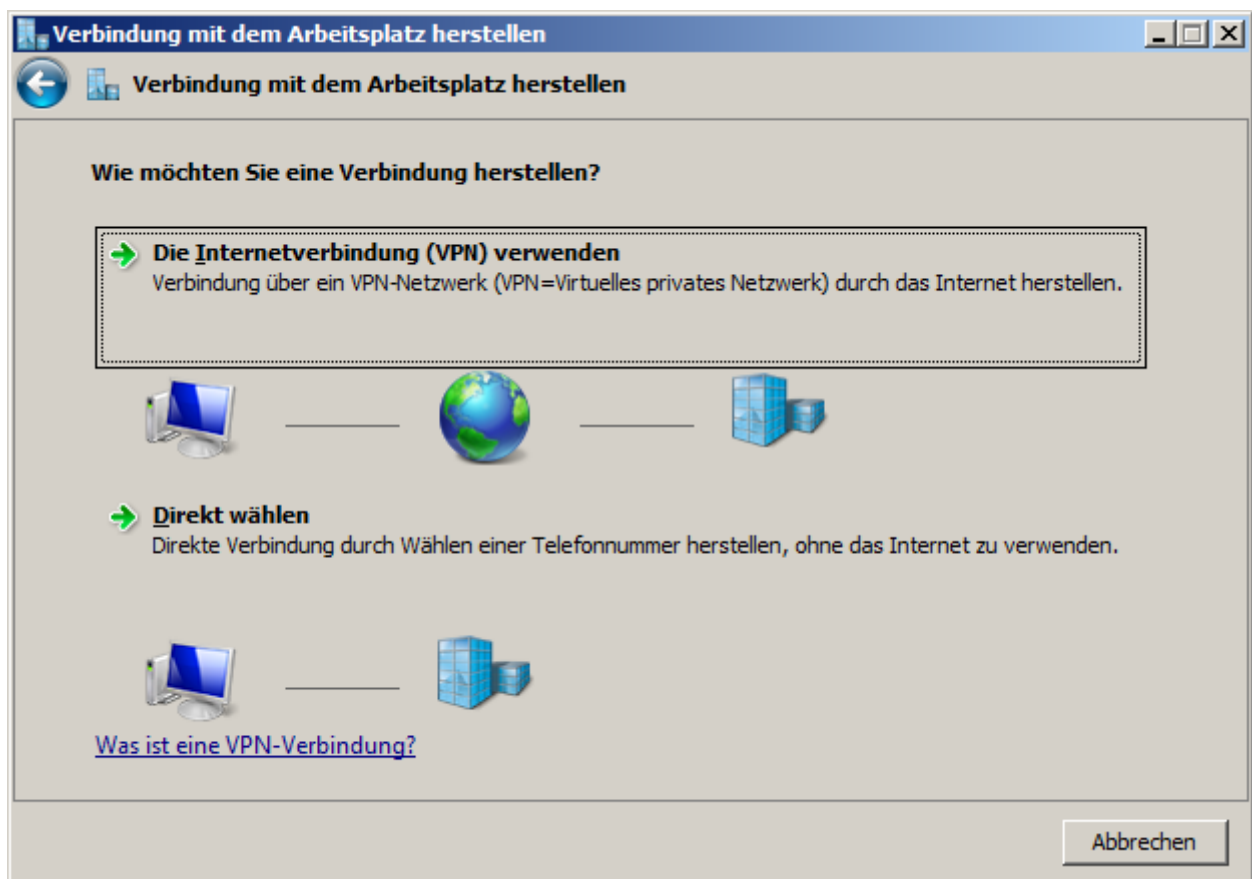 Verbindung mit dem Arbeitsplatz herstellen
Verbindung mit dem Arbeitsplatz herstellen
Wie möchten Sie eine Verbindung herstellen?
Die Internetverbindung (VPN) verwenden
Verbindung über ein VPN-Netzwerk (VPN=Virtuelles privates Netzwerk) durch das Internet herstellen.
Direkt wählen
Direkte Verbindung durch Wählen einer Telefonnummer herstellen, ohne das Internet zu verwenden.
Was ist eine VPN-Verbindung?
Abbrechen